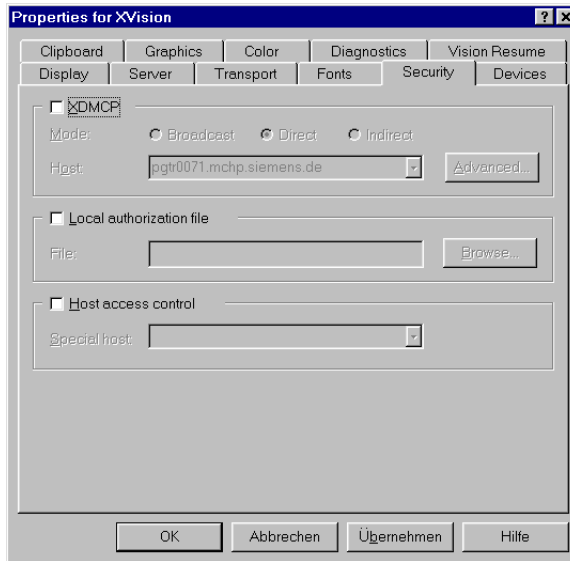 Properties for XVision
Clipboard Graphics Color Diagnostics Vision Resume
Display Server Transport Fonts Security Devices
XDMCP
Mode: Broadcast Direct Indirect
Host: pgtr0071.mchp.siemens.de Advanced...
Local authorization file
File: Browse...
Host access control
Special host:
OK Abbrechen Übernehmen Hilfe